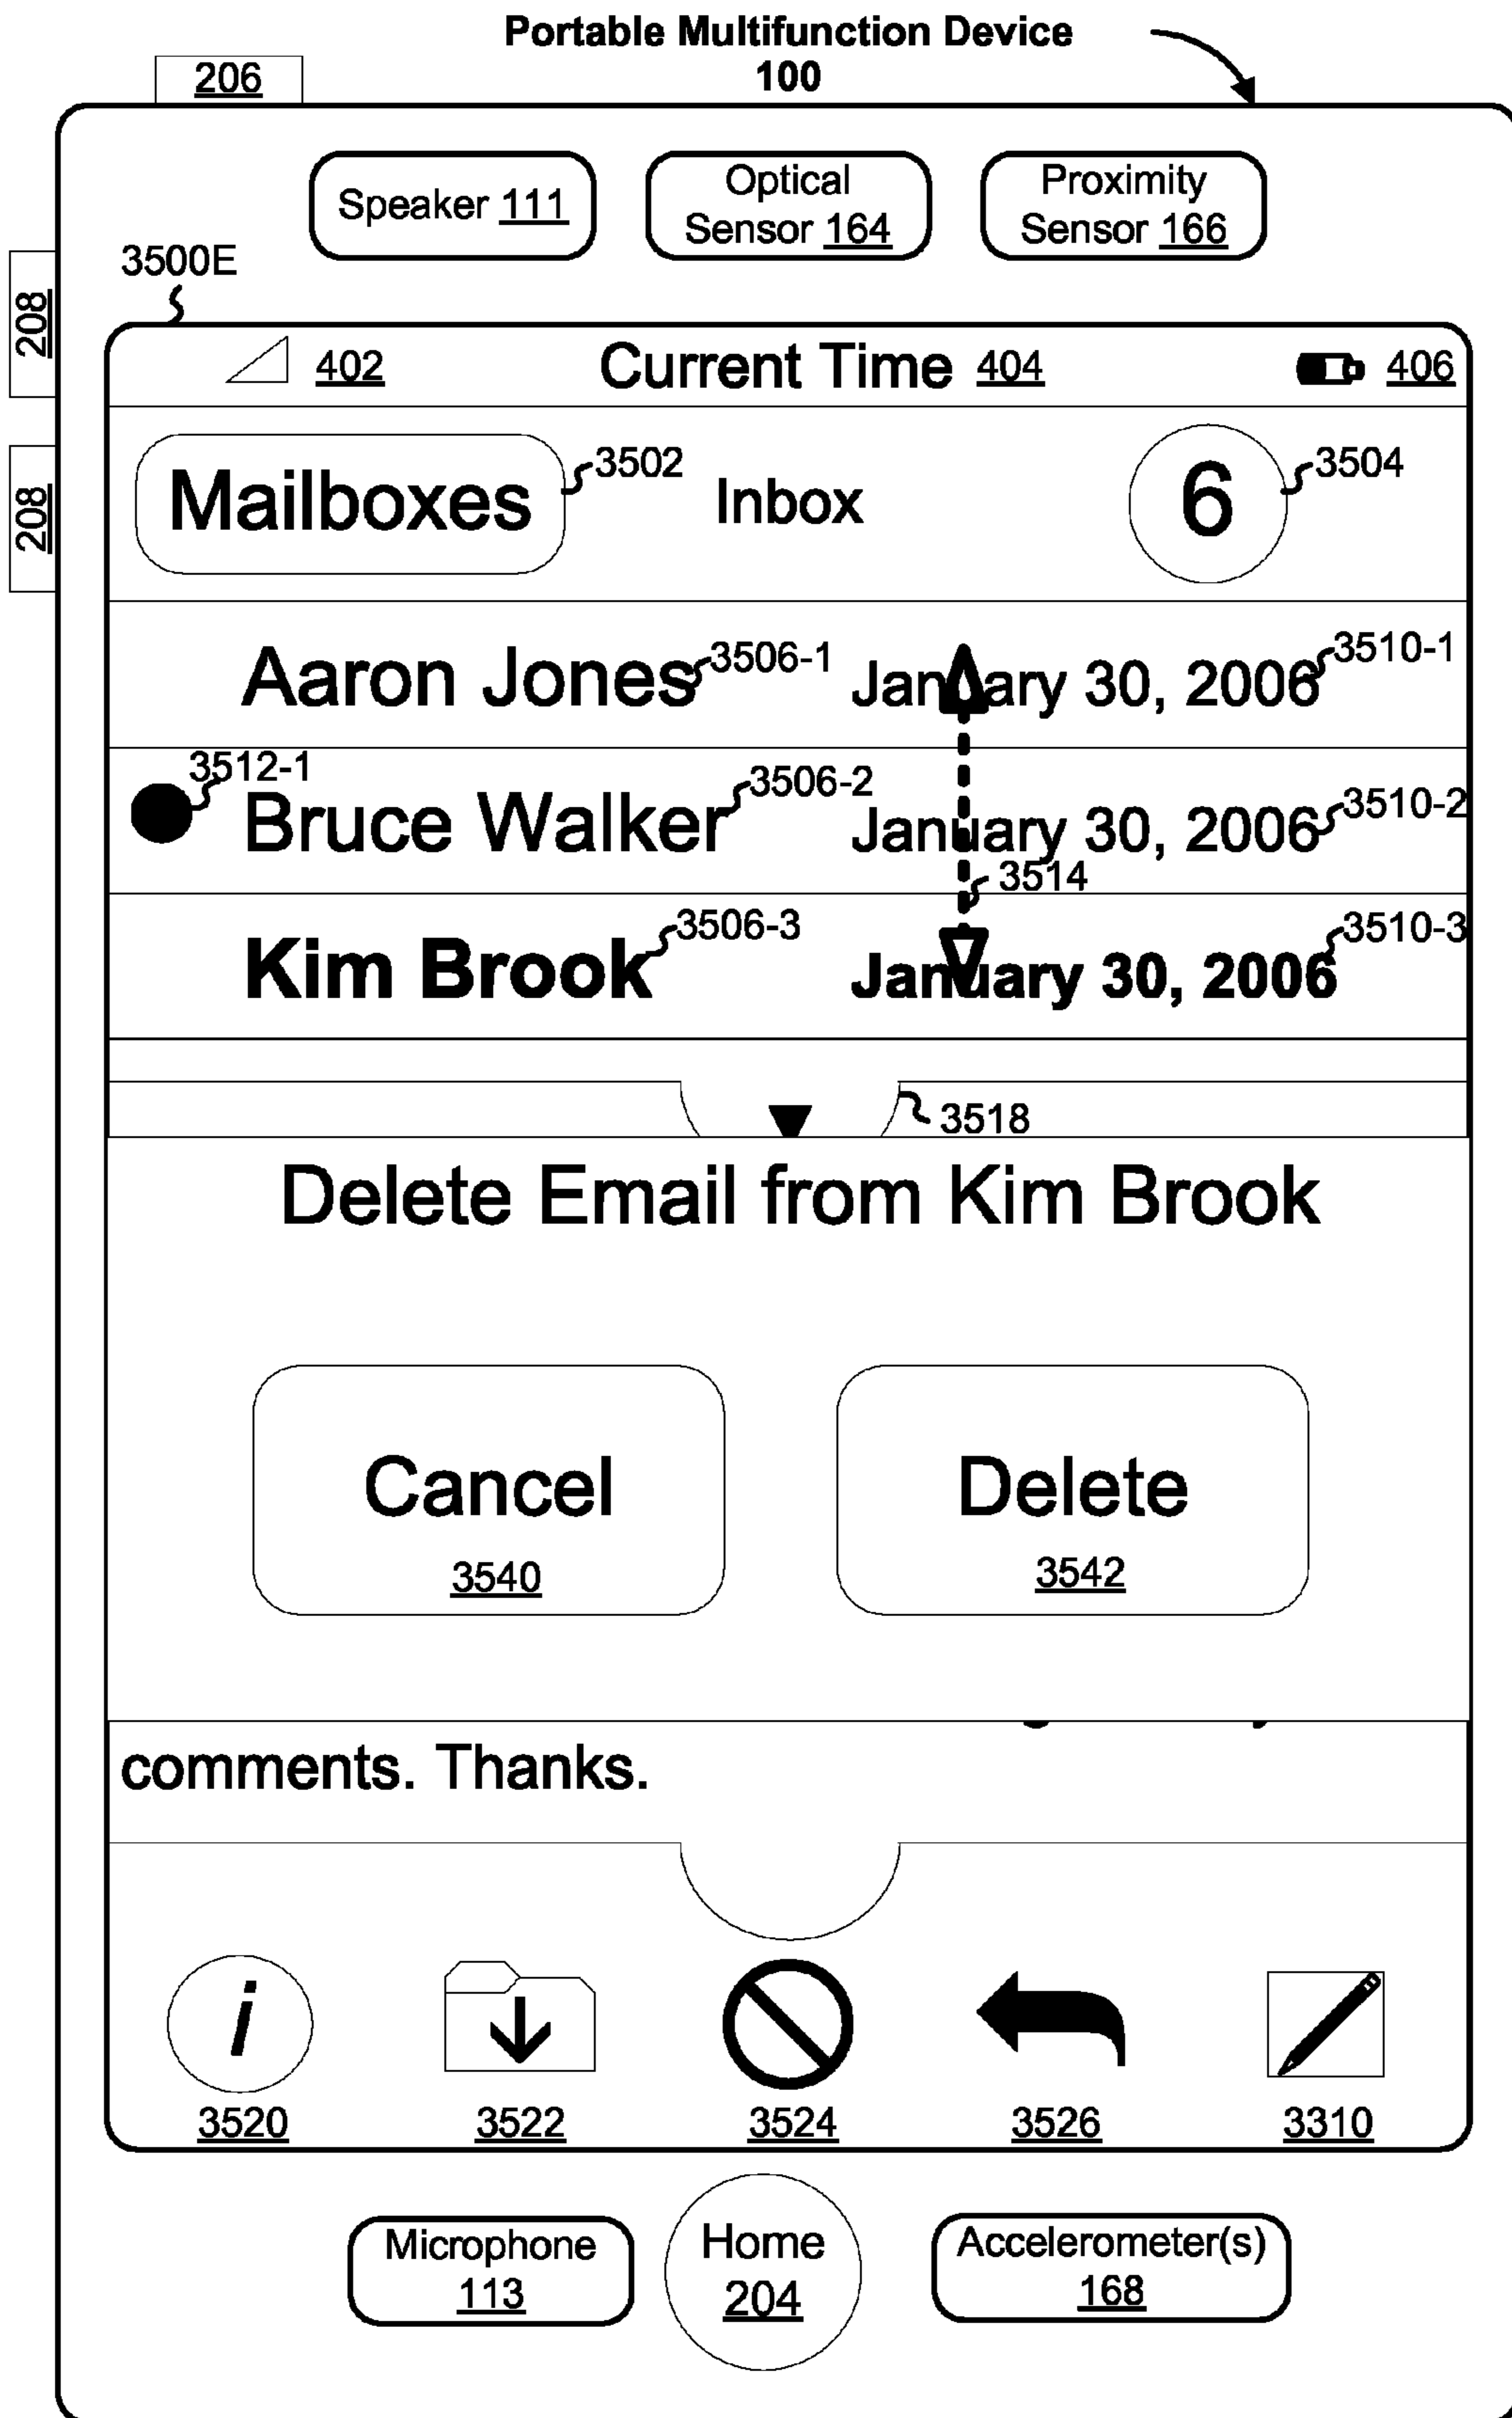 Portable Multifunction Device
100
206
Speaker 111
Optical
Sensor 164
Proximity
Sensor 166
208
208
3500E
402
Current Time 404
406
Mailboxes
3502
Inbox
6
3504
Aaron Jones
3506-1
January 30, 2006
3510-1
3512-1
Bruce Walker
3506-2
January 30, 2006
3510-2
3514
Kim Brook
3506-3
January 30, 2006
3510-3
3518
Delete Email from Kim Brook
Cancel
3540
Delete
3542
comments. Thanks.
i
3520
3522
3524
3526
3310
Microphone
113
Home
204
Accelerometer(s)
168